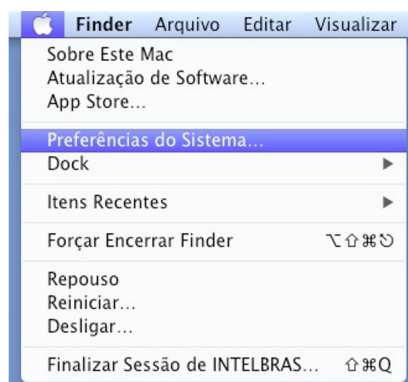 Finder Arquivo Editar Visualizar
Sobre Este Mac
Atualização de Software...
App Store...
Preferências do Sistema...
Dock ▶
Itens Recentes ▶
Forçar Encerrar Finder ⌥⇧⌘⎋
Repouso
Reiniciar...
Desligar...
Finalizar Sessão de INTELBRAS... ⇧⌘Q